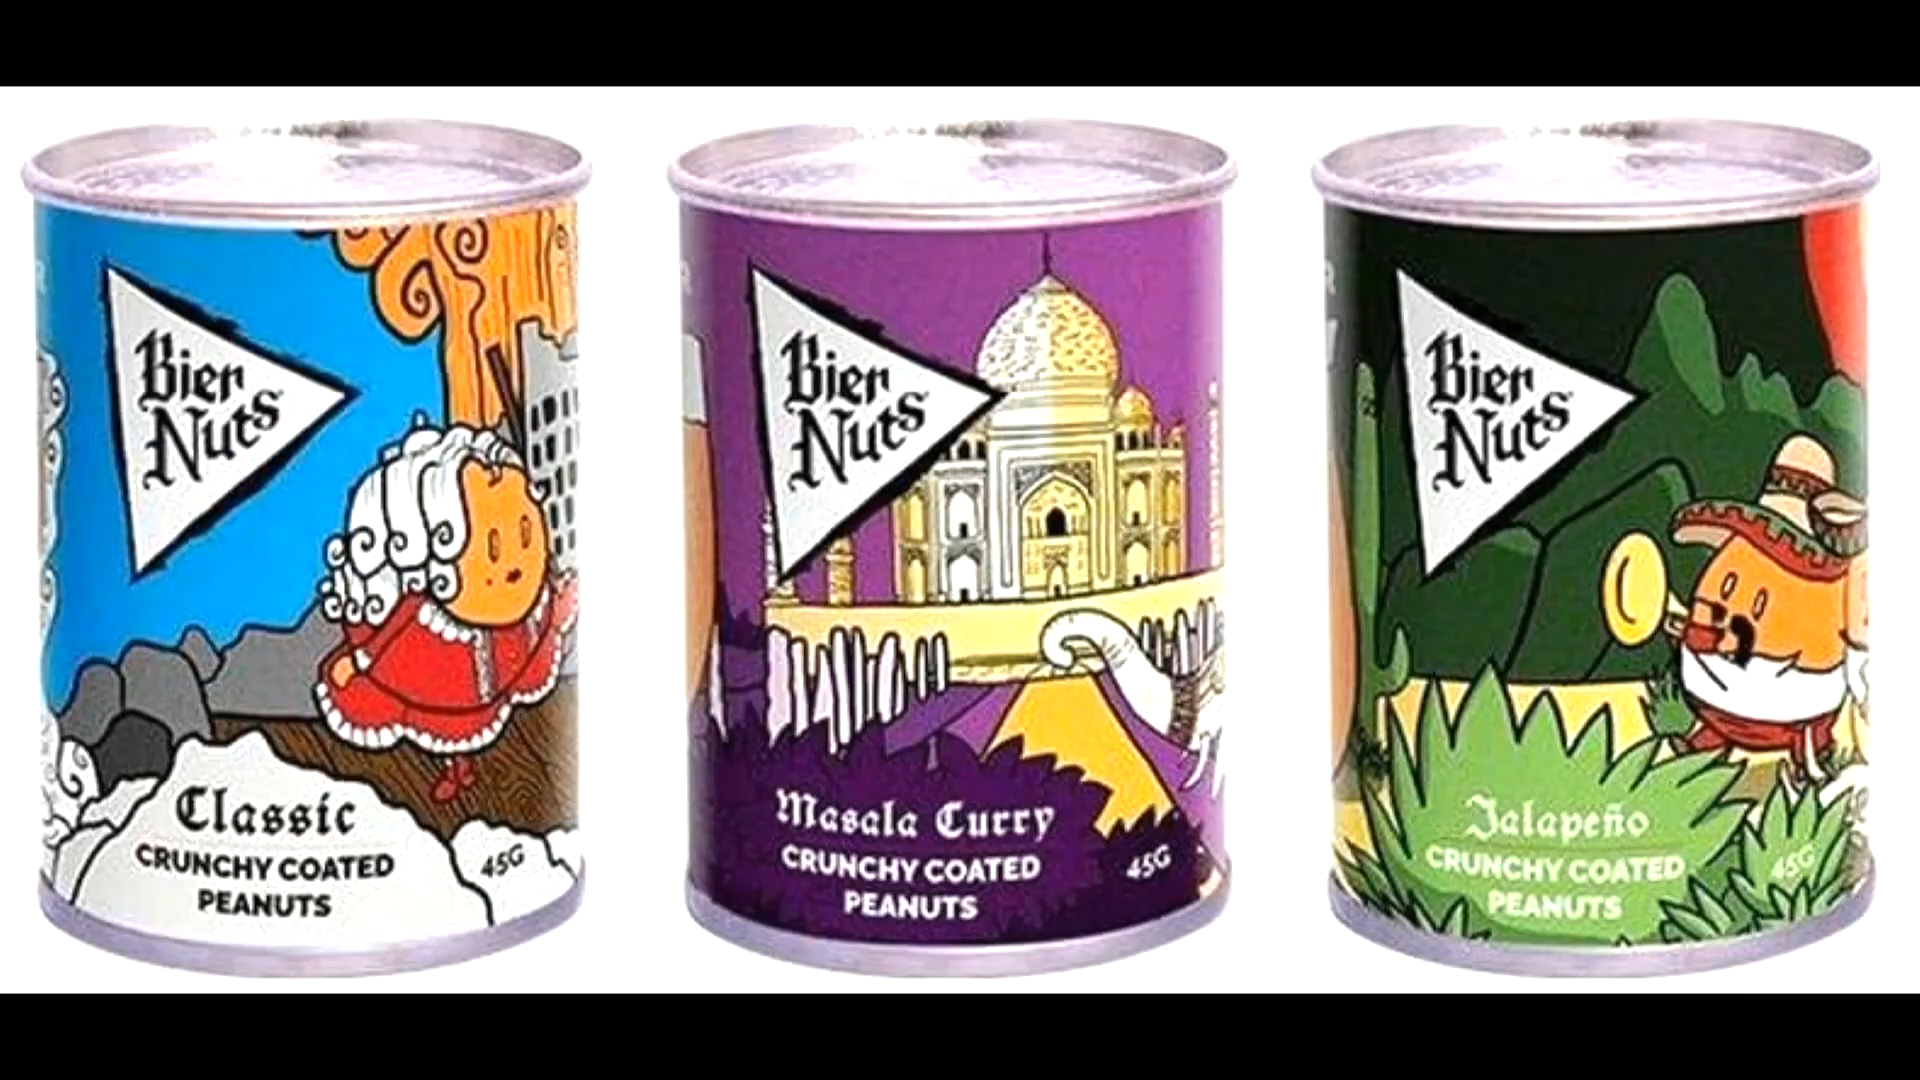 Bier
Nuts
Classic
CRUNCHY COATED
PEANUTS
45G
Bier
Nuts
Masala Curry
CRUNCHY COATED
PEANUTS
45G
Bier
Nuts
Jalapeño
CRUNCHY COATED
PEANUTS
45G